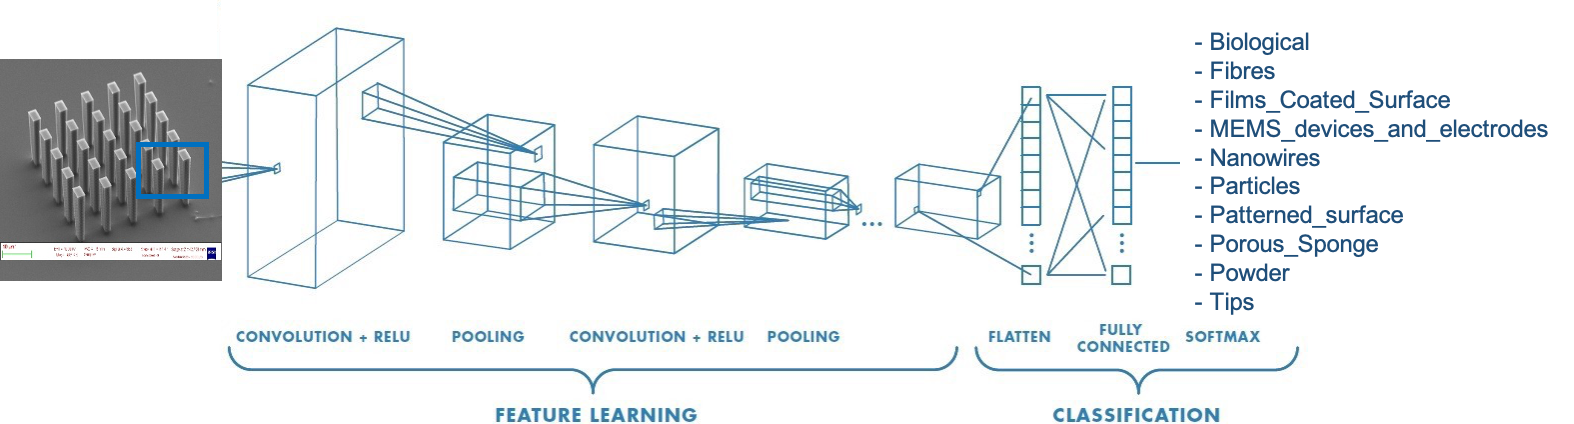 - Biological
- Fibres
- Films_Coated_Surface
- MEMS_devices_and_electrodes
- Nanowires
- Particles
- Patterned_surface
- Porous_Sponge
- Powder
- Tips
CONVOLUTION + RELU
POOLING
CONVOLUTION + RELU
POOLING
FLATTEN
FULLY
CONNECTED
SOFTMAX
FEATURE LEARNING
CLASSIFICATION